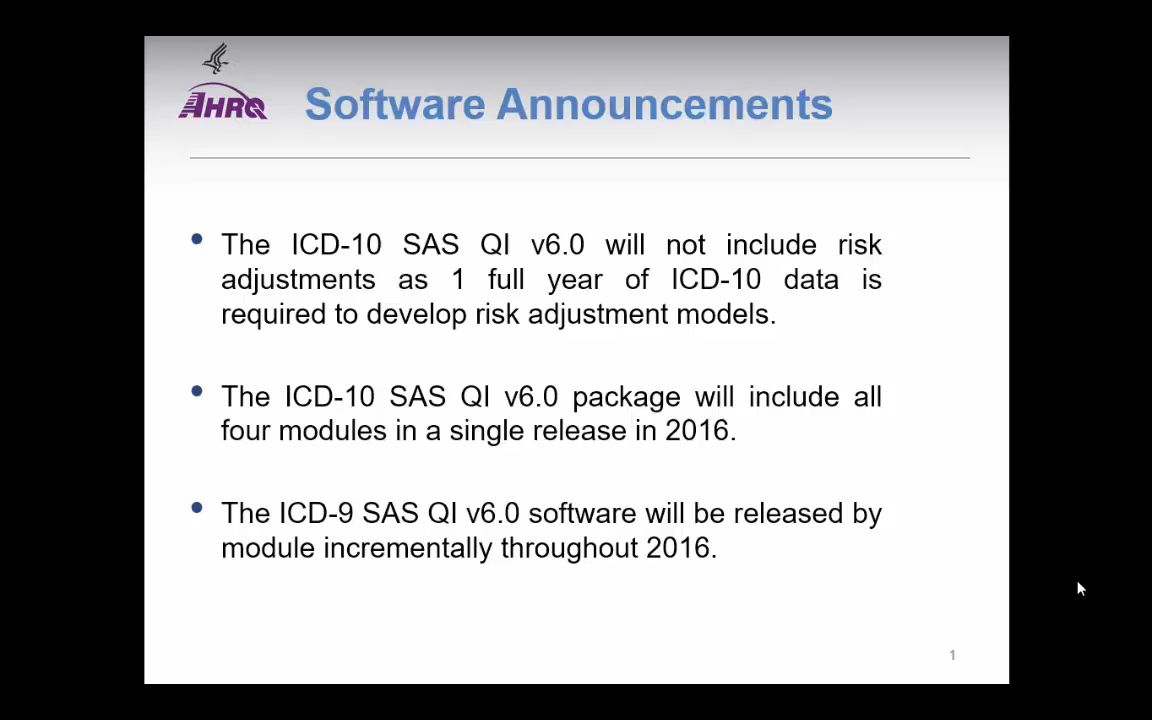 AHRQ
Software Announcements
• The ICD-10 SAS QI v6.0 will not include risk
adjustments as 1 full year of ICD-10 data is
required to develop risk adjustment models.
• The ICD-10 SAS QI v6.0 package will include all
four modules in a single release in 2016.
• The ICD-9 SAS QI v6.0 software will be released by
module incrementally throughout 2016.
1